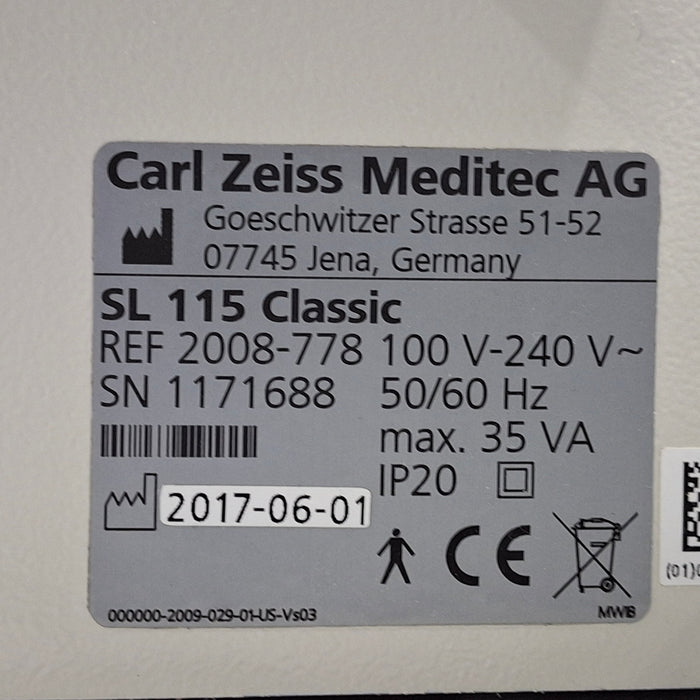 Carl Zeiss Meditec AG
Goeschwitzer Strasse 51-52
07745 Jena, Germany
SL 115 Classic
REF 2008-778 100 V-240 V~
SN 1171688 50/60 Hz
max. 35 VA
IP20
2017-06-01
CE
(01)
000000-2009-029-01-US-Vs03 MWB